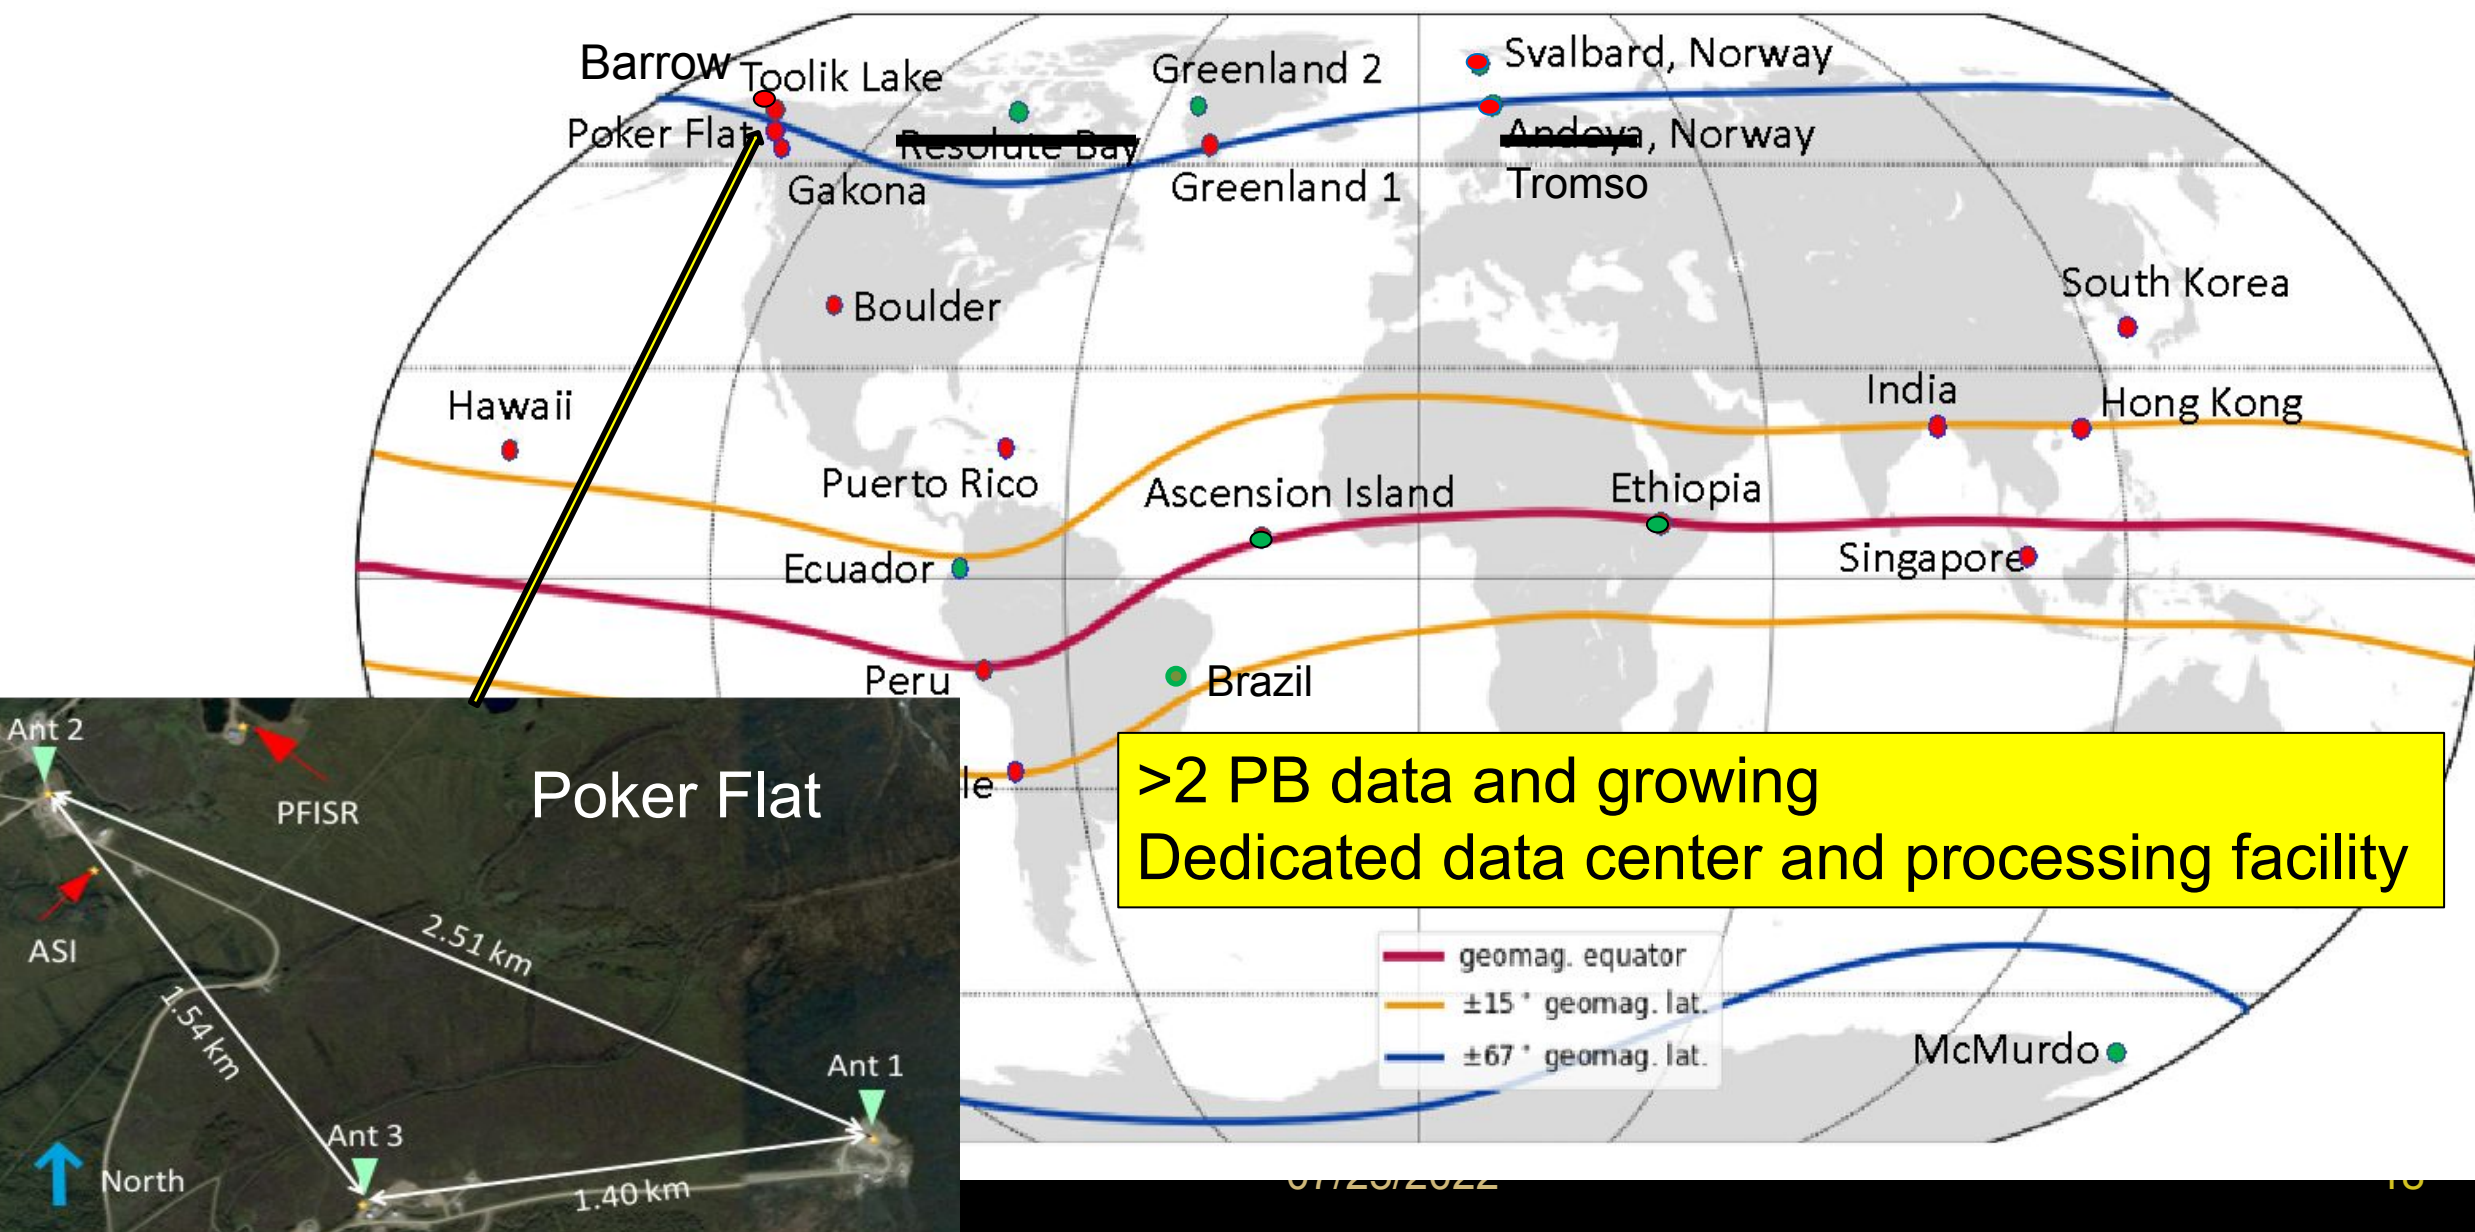 Barrow
Toolik Lake
Greenland 2
Svalbard, Norway
Poker Flat
Resolute Bay
Andoya, Norway
Gakona
Greenland 1
Tromso
South Korea
Boulder
India
Hong Kong
Hawaii
Puerto Rico
Ascension Island
Ethiopia
Singapore
Ecuador
Peru
Brazil
le
>2 PB data and growing
Dedicated data center and processing facility
geomag. equator
±15 ° geomag. lat.
±67 ° geomag. lat.
McMurdo
Ant 2
PFISR
Poker Flat
ASI
2.51 km
1.54 km
Ant 1
Ant 3
North
1.40 km